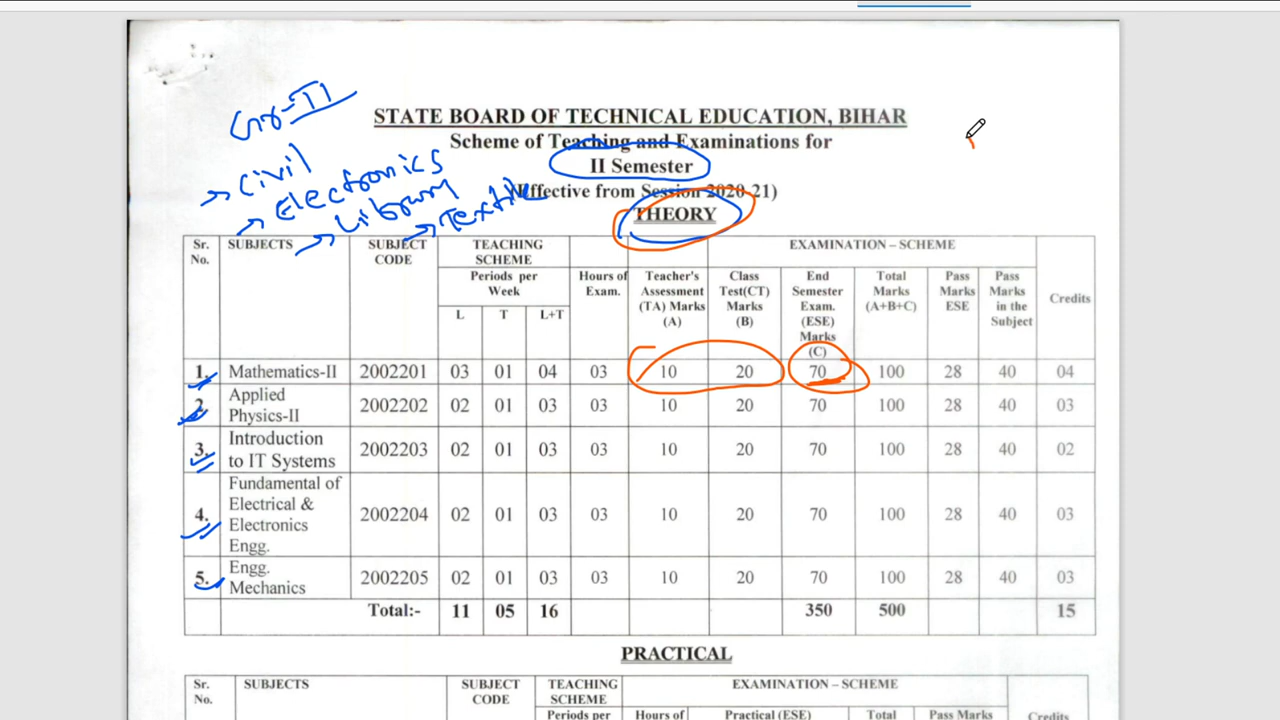 Gr-II
STATE BOARD OF TECHNICAL EDUCATION, BIHAR
Scheme of Teaching and Examinations for
→ Civil
II Semester
→ Electronics
(Effective from Session 2020-21)
→ Library
→ Textile
THEORY
Sr. No. SUBJECTS SUBJECT CODE TEACHING SCHEME EXAMINATION – SCHEME
Periods per Week Hours of Exam. Teacher's Assessment (TA) Marks (A) Class Test(CT) Marks (B) End Semester Exam. (ESE) Marks (C) Total Marks (A+B+C) Pass Marks ESE Pass Marks in the Subject Credits
L T L+T
1. Mathematics-II 2002201 03 01 04 03 10 20 70 100 28 40 04
2. Applied Physics-II 2002202 02 01 03 03 10 20 70 100 28 40 03
3. Introduction to IT Systems 2002203 02 01 03 03 10 20 70 100 28 40 02
4. Fundamental of Electrical & Electronics Engg. 2002204 02 01 03 03 10 20 70 100 28 40 03
5. Engg. Mechanics 2002205 02 01 03 03 10 20 70 100 28 40 03
Total:- 11 05 16 350 500 15
PRACTICAL
Sr. No. SUBJECTS SUBJECT CODE TEACHING SCHEME EXAMINATION – SCHEME
Periods per Hours of Practical (ESE) Total Pass Marks Credits